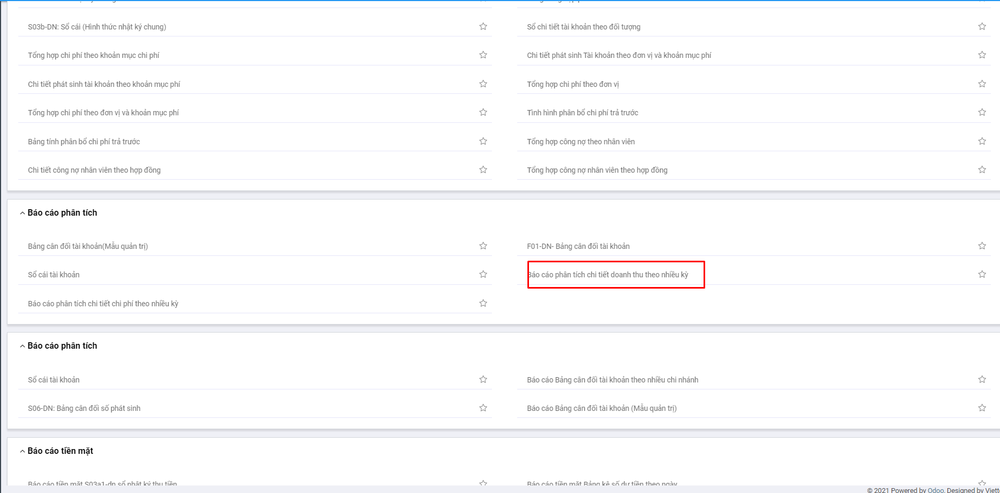 S03b-DN: Sổ cái (Hình thức nhật ký chung)
Sổ chi tiết tài khoản theo đối tượng
Tổng hợp chi phí theo khoản mục chi phí
Chi tiết phát sinh Tài khoản theo đơn vị và khoản mục phí
Chi tiết phát sinh tài khoản theo khoản mục phí
Tổng hợp chi phí theo đơn vị
Tổng hợp chi phí theo đơn vị và khoản mục phí
Tình hình phân bổ chi phí trả trước
Bảng tính phân bổ chi phí trả trước
Tổng hợp công nợ theo nhân viên
Chi tiết công nợ nhân viên theo hợp đồng
Tổng hợp công nợ nhân viên theo hợp đồng
Báo cáo phân tích
Bảng cân đối tài khoản(Mẫu quản trị)
F01-DN- Bảng cân đối tài khoản
Sổ cái tài khoản
Báo cáo phân tích chi tiết doanh thu theo nhiều kỳ
Báo cáo phân tích chi tiết chi phí theo nhiều kỳ
Báo cáo phân tích
Sổ cái tài khoản
Báo cáo Bảng cân đối tài khoản theo nhiều chi nhánh
S06-DN: Bảng cân đối số phát sinh
Báo cáo Bảng cân đối tài khoản (Mẫu quản trị)
Báo cáo tiền mặt
Báo cáo tiền mặt S03a1-dn sổ nhật ký thu tiền
Báo cáo tiền mặt Bảng kê số dư tiền theo ngày
© 2021 Powered by Odoo. Designed by Viett